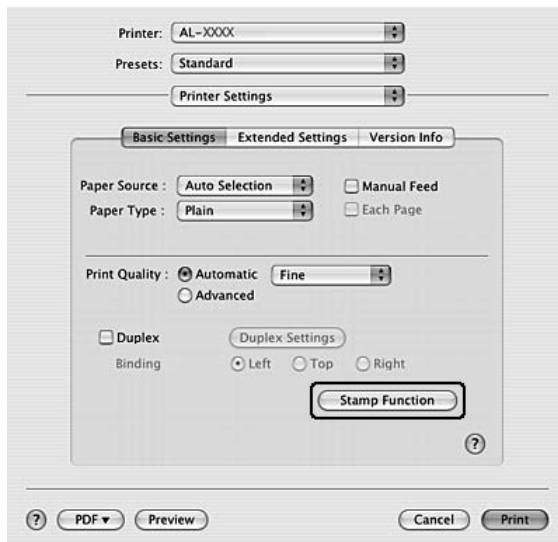 Printer: AL-XXXX
Presets: Standard
Printer Settings
Basic Settings Extended Settings Version Info
Paper Source : Auto Selection Manual Feed
Paper Type : Plain Each Page
Print Quality : Automatic Fine
Advanced
Duplex Duplex Settings
Binding Left Top Right
Stamp Function
?
? PDF▼ Preview Cancel Print